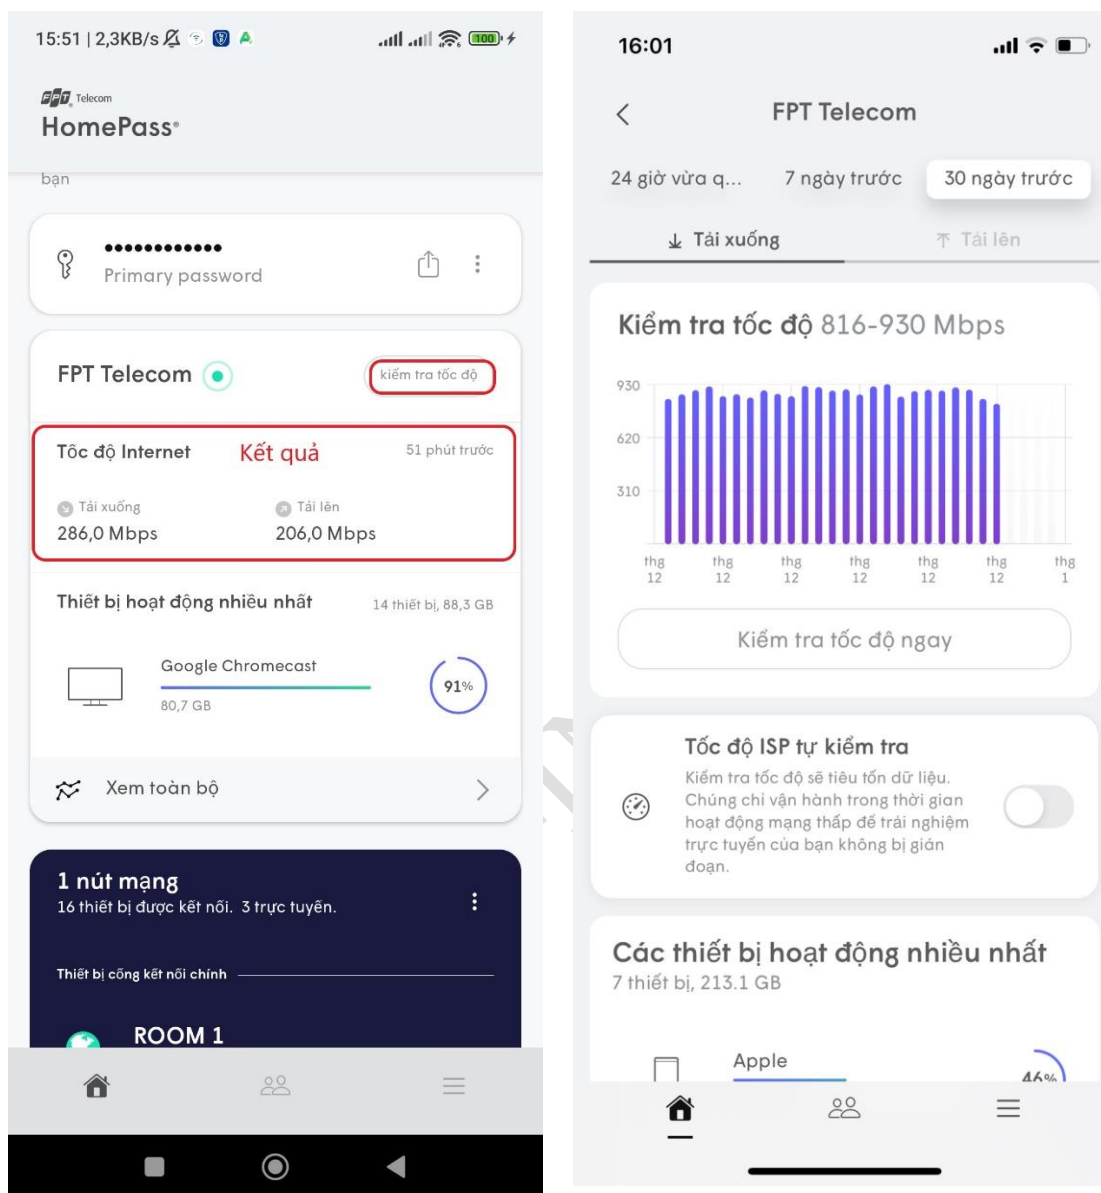 15:51 | 2,3KB/s
100
FPT Telecom
HomePass
bạn
Primary password
FPT Telecom
kiểm tra tốc độ
Tốc độ Internet
Kết quả
51 phút trước
Tải xuống
Tải lên
286,0 Mbps
206,0 Mbps
Thiết bị hoạt động nhiều nhất
14 thiết bị, 88,3 GB
Google Chromecast
91%
80,7 GB
Xem toàn bộ
1 nút mạng
16 thiết bị được kết nối. 3 trực tuyến.
Thiết bị cổng kết nối chính
ROOM 1
16:01
FPT Telecom
24 giờ vừa q...
7 ngày trước
30 ngày trước
Tải xuống
Tải lên
Kiểm tra tốc độ 816-930 Mbps
930
620
310
thg thg thg thg thg thg thg
12 12 12 12 12 12 1
Kiểm tra tốc độ ngay
Tốc độ ISP tự kiểm tra
Kiểm tra tốc độ sẽ tiêu tốn dữ liệu.
Chúng chỉ vận hành trong thời gian
hoạt động mạng thấp để trải nghiệm
trực tuyến của bạn không bị gián
đoạn.
Các thiết bị hoạt động nhiều nhất
7 thiết bị, 213.1 GB
Apple
46%